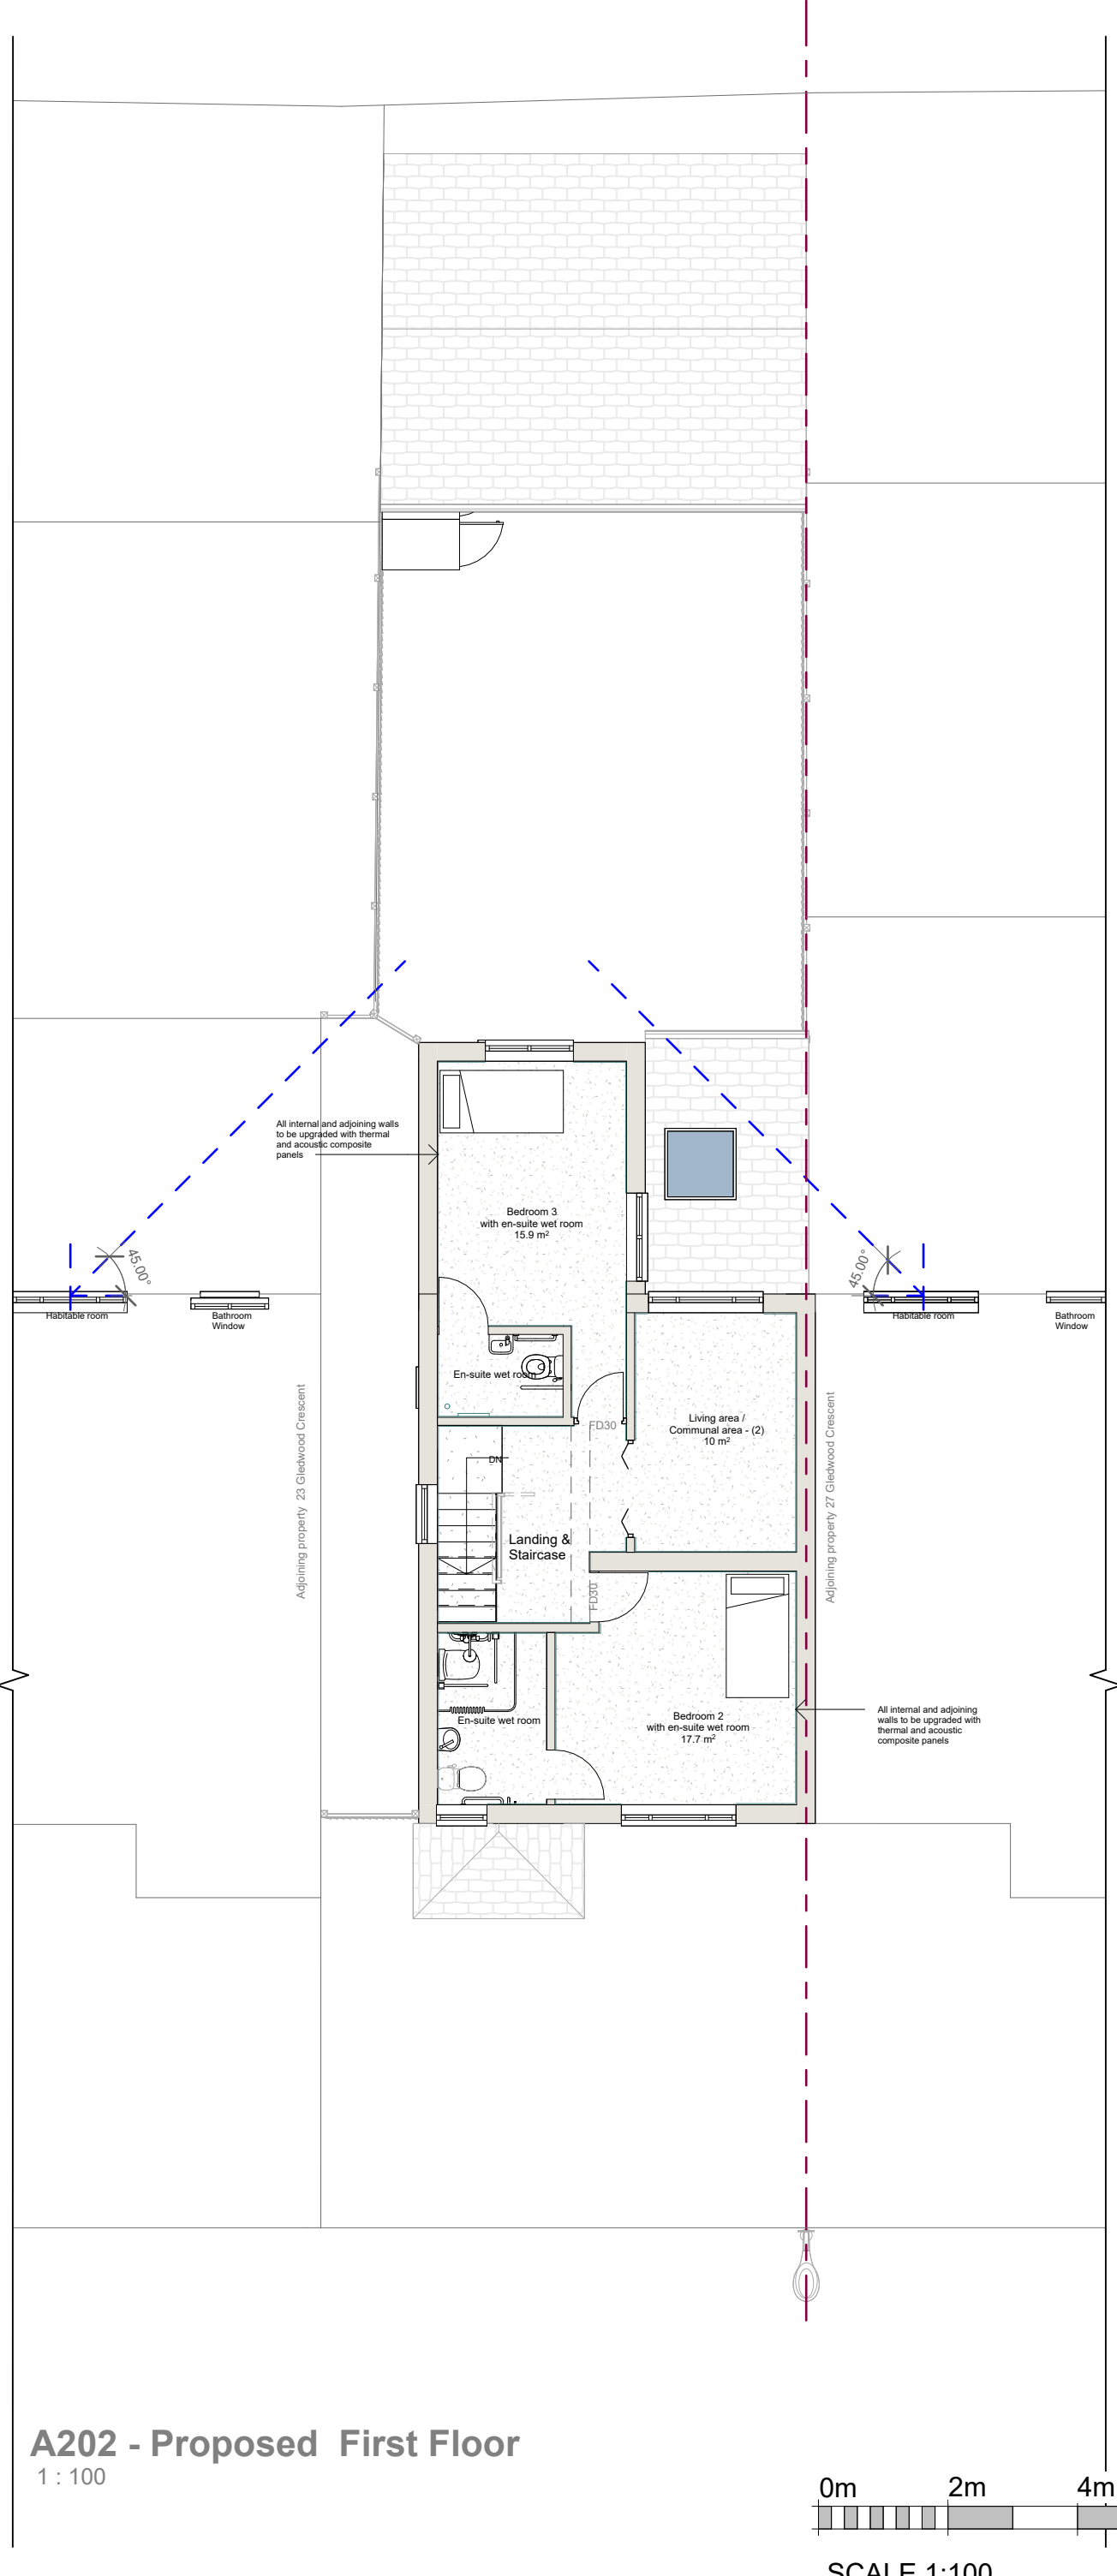 All internal and adjoining walls
to be upgraded with thermal
and acoustic composite
panels
Bedroom 3
with en-suite wet room
15.9 m²
45.00°
45.00°
Habitable room
Bathroom
Window
Habitable room
Bathroom
Window
En-suite wet room
FD30
Living area /
Communal area - (2)
10 m²
Adjoining property 23 Gledwood Crescent
Adjoining property 27 Gledwood Crescent
DN
Landing &
Staircase
FD30
En-suite wet room
Bedroom 2
with en-suite wet room
17.7 m²
All internal and adjoining
walls to be upgraded with
thermal and acoustic
composite panels
A202 - Proposed First Floor
1 : 100
0m 2m 4m
SCALE 1:100